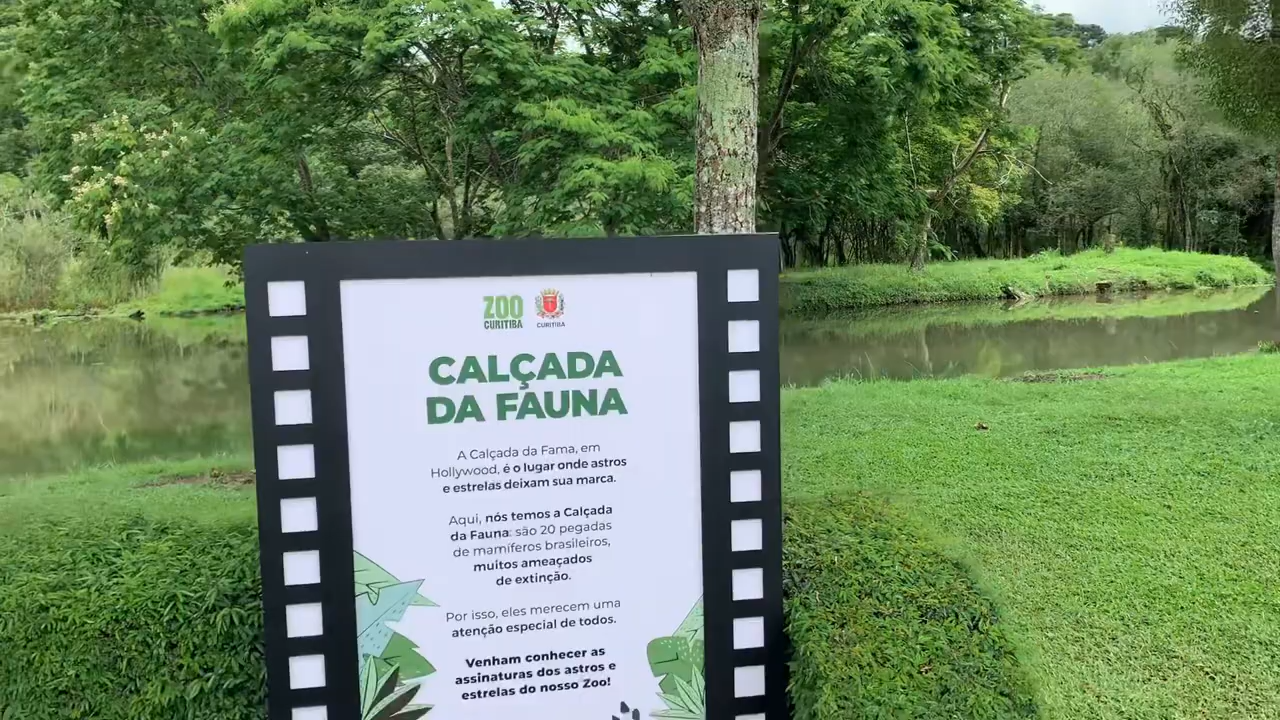 ZOO
CURITIBA
CURITIBA
CALÇADA
DA FAUNA
A Calçada da Fama, em
Hollywood, é o lugar onde astros
e estrelas deixam sua marca.
Aqui, nós temos a Calçada
da Fauna: são 20 pegadas
de mamíferos brasileiros,
muitos ameaçados
de extinção.
Por isso, eles merecem uma
atenção especial de todos.
Venham conhecer as
assinaturas dos astros e
estrelas do nosso Zoo!